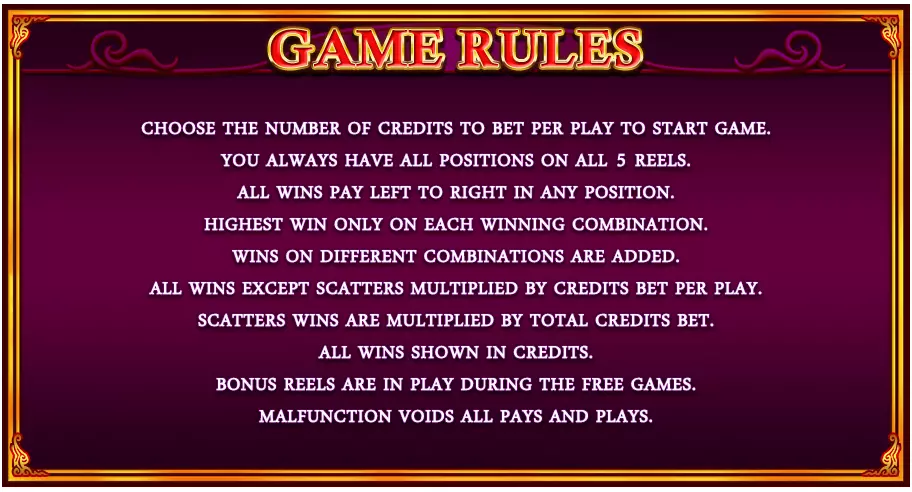 GAME RULES
CHOOSE THE NUMBER OF CREDITS TO BET PER PLAY TO START GAME.
YOU ALWAYS HAVE ALL POSITIONS ON ALL 5 REELS.
ALL WINS PAY LEFT TO RIGHT IN ANY POSITION.
HIGHEST WIN ONLY ON EACH WINNING COMBINATION.
WINS ON DIFFERENT COMBINATIONS ARE ADDED.
ALL WINS EXCEPT SCATTERS MULTIPLIED BY CREDITS BET PER PLAY.
SCATTERS WINS ARE MULTIPLIED BY TOTAL CREDITS BET.
ALL WINS SHOWN IN CREDITS.
BONUS REELS ARE IN PLAY DURING THE FREE GAMES.
MALFUNCTION VOIDS ALL PAYS AND PLAYS.